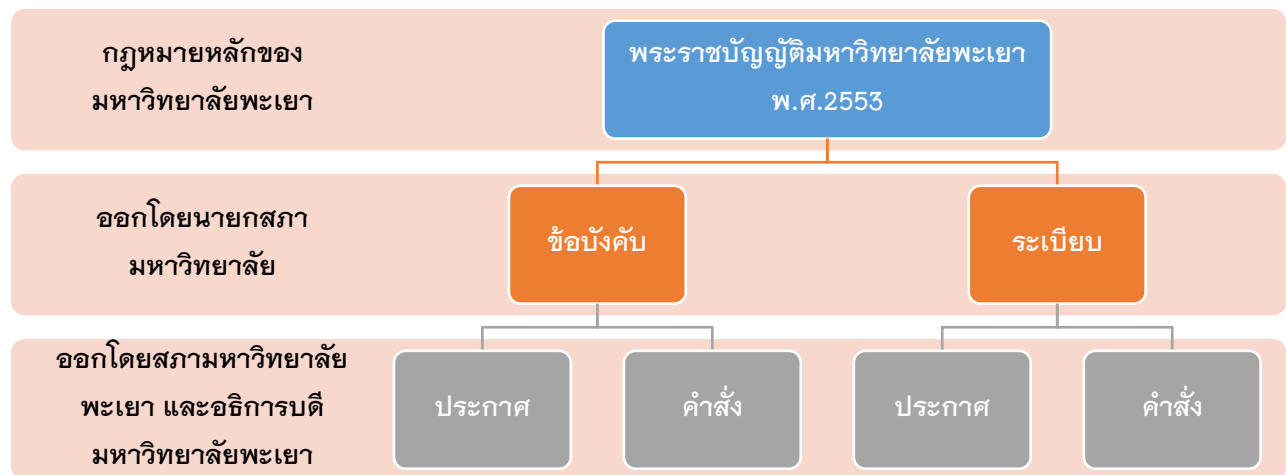 กฎหมายหลักของ
มหาวิทยาลัยพะเยา
พระราชบัญญัติมหาวิทยาลัยพะเยา
พ.ศ.2553
ออกโดยนายกสภา
มหาวิทยาลัย
ข้อบังคับ
ระเบียบ
ออกโดยสภามหาวิทยาลัย
พะเยา และอธิการบดี
มหาวิทยาลัยพะเยา
ประกาศ
คำสั่ง
ประกาศ
คำสั่ง